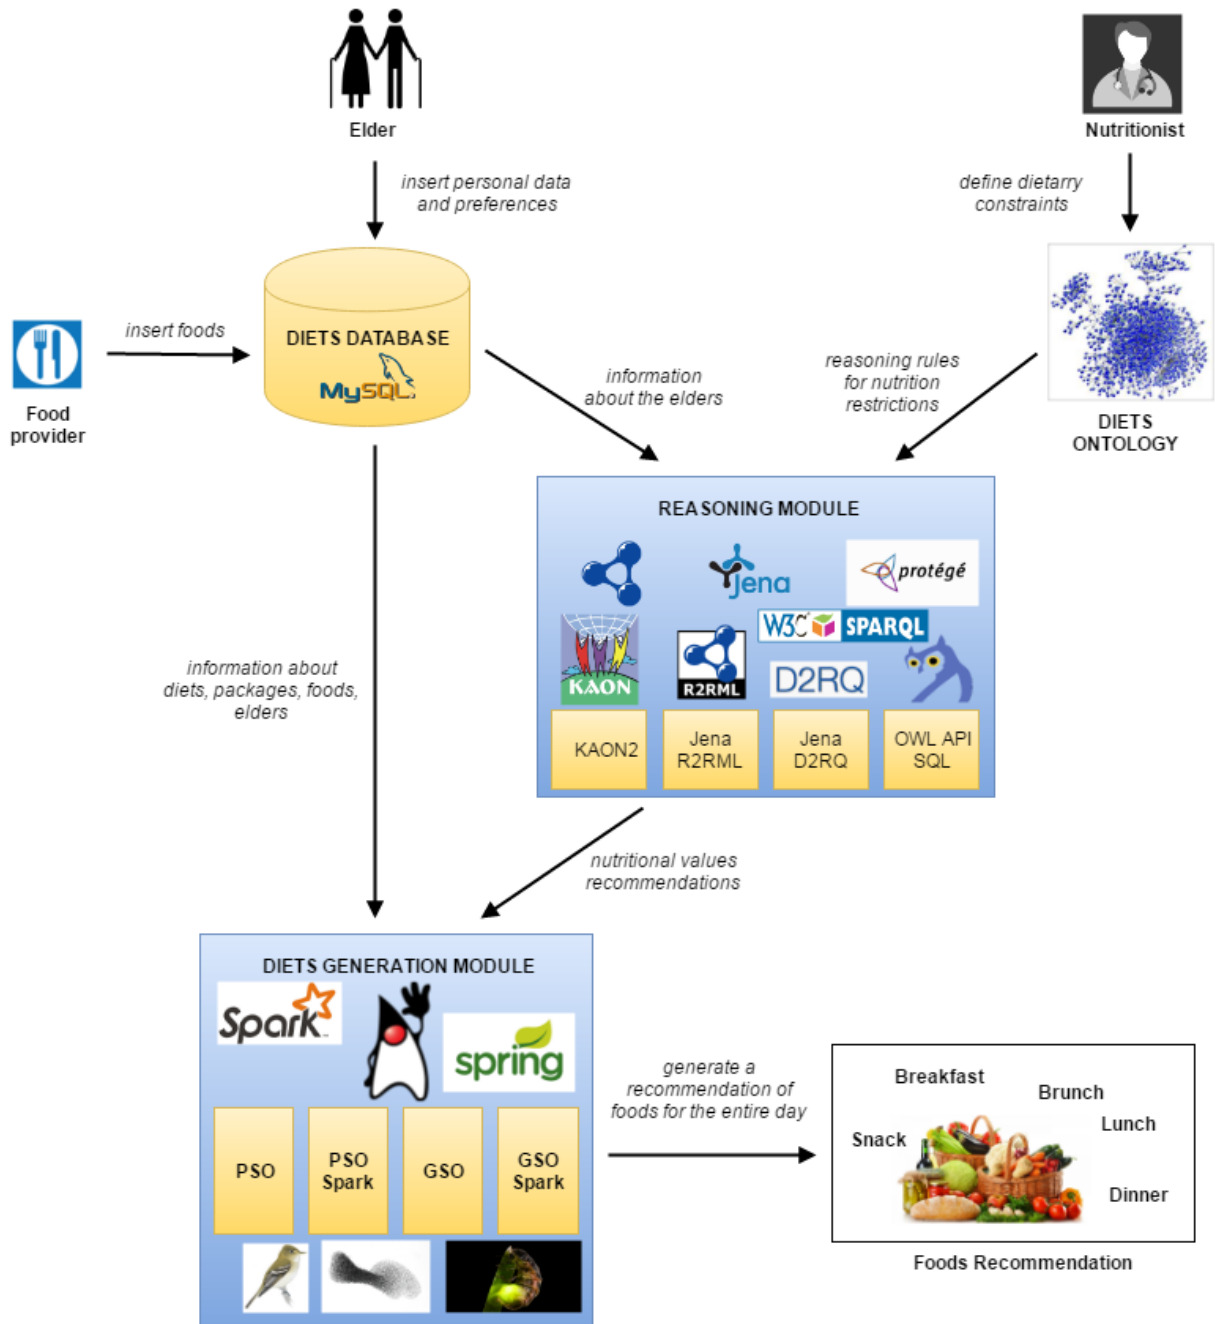 Elder
Nutritionist
insert personal data
and preferences
define dietarry
constraints
insert foods
DIETS DATABASE
MySQL
Food
provider
information
about the elders
reasoning rules
for nutrition
restrictions
DIETS
ONTOLOGY
REASONING MODULE
Jena
protégé
W3C SPARQL
KAON
R2RML
D2RQ
KAON2
Jena
R2RML
Jena
D2RQ
OWL API
SQL
information about
diets, packages, foods,
elders
nutritional values
recommendations
DIETS GENERATION MODULE
Spark
spring
PSO
PSO
Spark
GSO
GSO
Spark
generate a
recommendation of
foods for the entire day
Breakfast
Brunch
Lunch
Snack
Dinner
Foods Recommendation